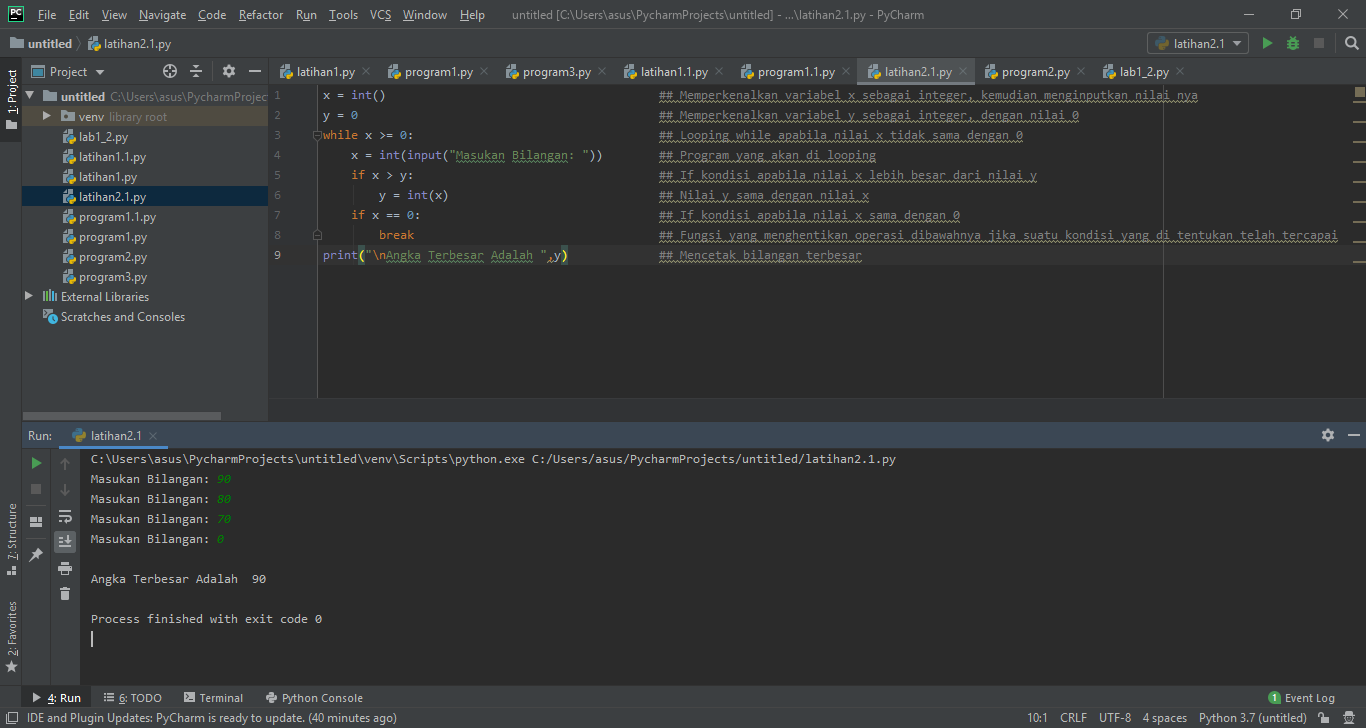 PC File Edit View Navigate Code Refactor Run Tools VCS Window Help untitled [C:\Users\asus\PycharmProjects\untitled] - ...\latihan2.1.py - PyCharm
untitled latihan2.1.py latihan2.1
1: Project
Project
latihan1.py program1.py program3.py latihan1.1.py program1.1.py latihan2.1.py program2.py lab1_2.py
untitled C:\Users\asus\PycharmProjec
venv library root
lab1_2.py
latihan1.1.py
latihan1.py
latihan2.1.py
program1.1.py
program1.py
program2.py
program3.py
External Libraries
Scratches and Consoles
1 x = int() ## Memperkenalkan variabel x sebagai integer, kemudian menginputkan nilai nya
2 y = 0 ## Memperkenalkan variabel y sebagai integer, dengan nilai 0
3 while x >= 0: ## Looping while apabila nilai x tidak sama dengan 0
4 x = int(input("Masukan Bilangan: ")) ## Program yang akan di looping
5 if x > y: ## If kondisi apabila nilai x lebih besar dari nilai y
6 y = int(x) ## Nilai y sama dengan nilai x
7 if x == 0: ## If kondisi apabila nilai x sama dengan 0
8 break ## Fungsi yang menghentikan operasi dibawahnya jika suatu kondisi yang di tentukan telah tercapai
9 print("\nAngka Terbesar Adalah ",y) ## Mencetak bilangan terbesar
Run: latihan2.1
C:\Users\asus\PycharmProjects\untitled\venv\Scripts\python.exe C:/Users/asus/PycharmProjects/untitled/latihan2.1.py
Masukan Bilangan: 90
Masukan Bilangan: 80
Masukan Bilangan: 70
Masukan Bilangan: 0
Angka Terbesar Adalah  90
Process finished with exit code 0
7: Structure
2: Favorites
4: Run 6: TODO Terminal Python Console 1 Event Log
IDE and Plugin Updates: PyCharm is ready to update. (40 minutes ago) 10:1 CRLF UTF-8 4 spaces Python 3.7 (untitled)